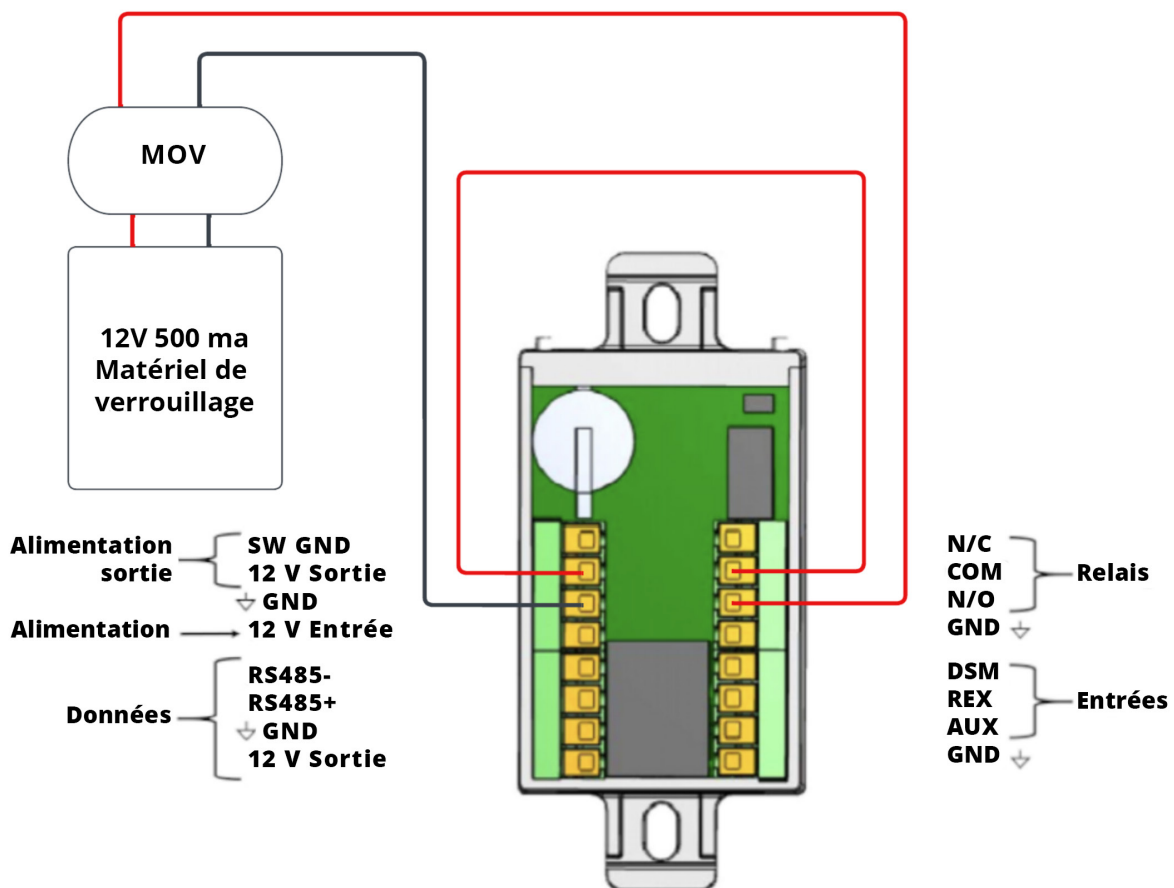 MOV
12V 500 ma
Matériel de
verrouillage
Alimentation
sortie
SW GND
12 V Sortie
GND
Alimentation
12 V Entrée
Données
RS485-
RS485+
GND
12 V Sortie
N/C
COM
N/O
GND
Relais
DSM
REX
AUX
GND
Entrées